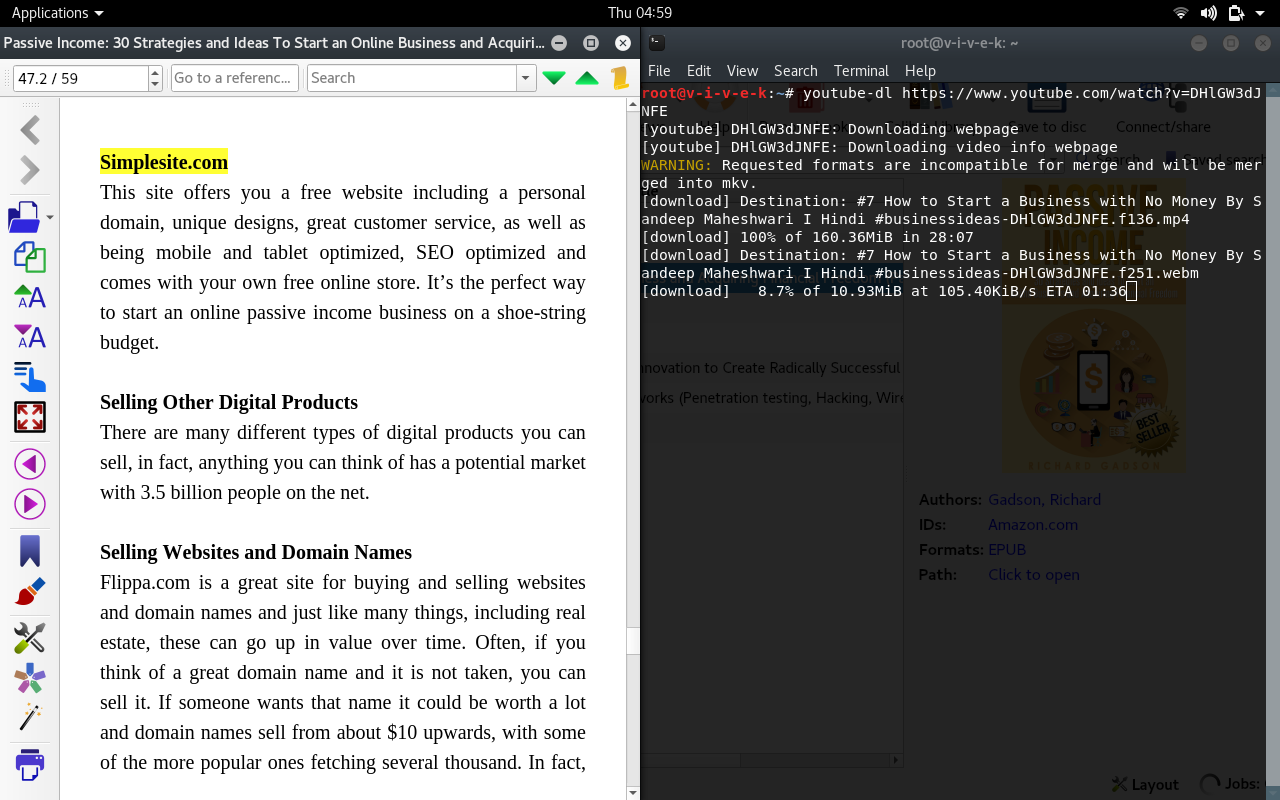 Applications
Thu 04:59
Passive Income: 30 Strategies and Ideas To Start an Online Business and Acquiri...
47.2 / 59
Go to a referenc...
Search
Simplesite.com
This site offers you a free website including a personal
domain, unique designs, great customer service, as well as
being mobile and tablet optimized, SEO optimized and
comes with your own free online store. It’s the perfect way
to start an online passive income business on a shoe-string
budget.
Selling Other Digital Products
There are many different types of digital products you can
sell, in fact, anything you can think of has a potential market
with 3.5 billion people on the net.
Selling Websites and Domain Names
Flippa.com is a great site for buying and selling websites
and domain names and just like many things, including real
estate, these can go up in value over time. Often, if you
think of a great domain name and it is not taken, you can
sell it. If someone wants that name it could be worth a lot
and domain names sell from about $10 upwards, with some
of the more popular ones fetching several thousand. In fact,
root@v-i-v-e-k: ~
File Edit View Search Terminal Help
root@v-i-v-e-k:~# youtube-dl https://www.youtube.com/watch?v=DHlGW3dJ
NFE
[youtube] DHlGW3dJNFE: Downloading webpage
[youtube] DHlGW3dJNFE: Downloading video info webpage
WARNING: Requested formats are incompatible for merge and will be mer
ged into mkv.
[download] Destination: #7 How to Start a Business with No Money By S
andeep Maheshwari I Hindi #businessideas-DHlGW3dJNFE.f136.mp4
[download] 100% of 160.36MiB in 28:07
[download] Destination: #7 How to Start a Business with No Money By S
andeep Maheshwari I Hindi #businessideas-DHlGW3dJNFE.f251.webm
[download]   8.7% of 10.93MiB at 105.40KiB/s ETA 01:36
Save to disc
Connect/share
Search
Saved search
PASSIVE
INCOME
nnovation to Create Radically Successful
works (Penetration testing, Hacking, Wire
BEST
SELLER
RICHARD GADSON
Authors: Gadson, Richard
IDs: Amazon.com
Formats: EPUB
Path: Click to open
Layout
Jobs: